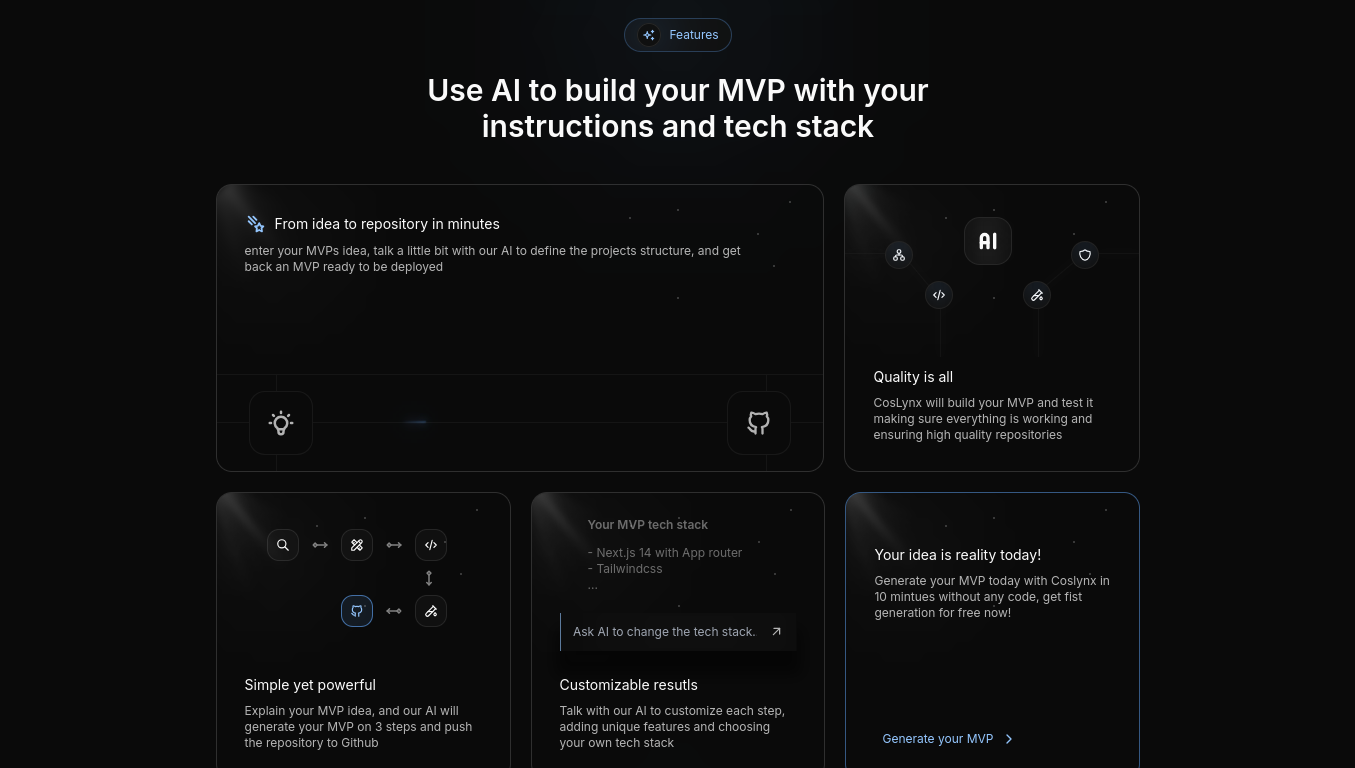 Features
Use AI to build your MVP with your
instructions and tech stack
From idea to repository in minutes
enter your MVPs idea, talk a little bit with our AI to define the projects structure, and get
back an MVP ready to be deployed
AI
Quality is all
CosLynx will build your MVP and test it
making sure everything is working and
ensuring high quality repositories
Simple yet powerful
Explain your MVP idea, and our AI will
generate your MVP on 3 steps and push
the repository to Github
Your MVP tech stack
- Next.js 14 with App router
- Tailwindcss
...
Ask AI to change the tech stack.
Customizable resutls
Talk with our AI to customize each step,
adding unique features and choosing
your own tech stack
Your idea is reality today!
Generate your MVP today with Coslynx in
10 mintues without any code, get fist
generation for free now!
Generate your MVP